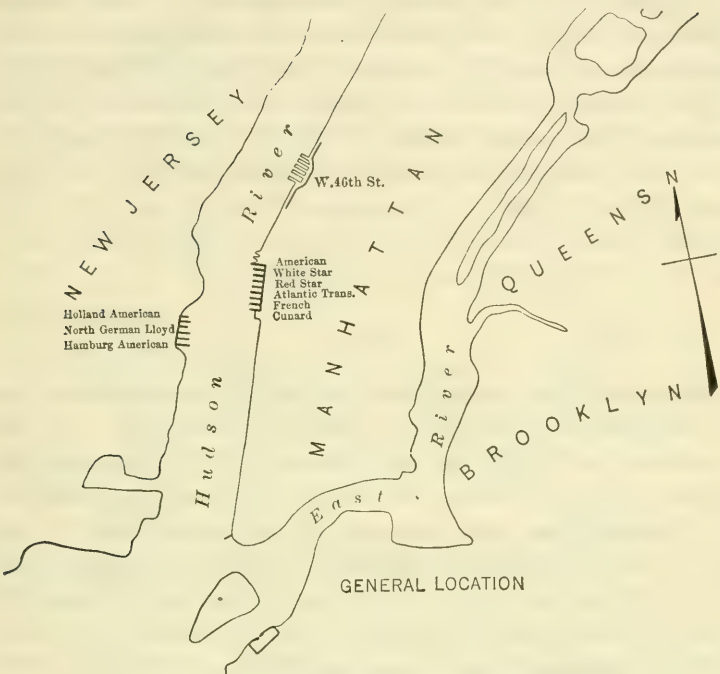 NEW JERSEY
Hudson River
W.46th St.
MANHATTAN
American
White Star
Red Star
Atlantic Trans.
French
Cunard
Holland American
North German Lloyd
Hamburg American
QUEENS
N
BROOKLYN
East River
GENERAL LOCATION